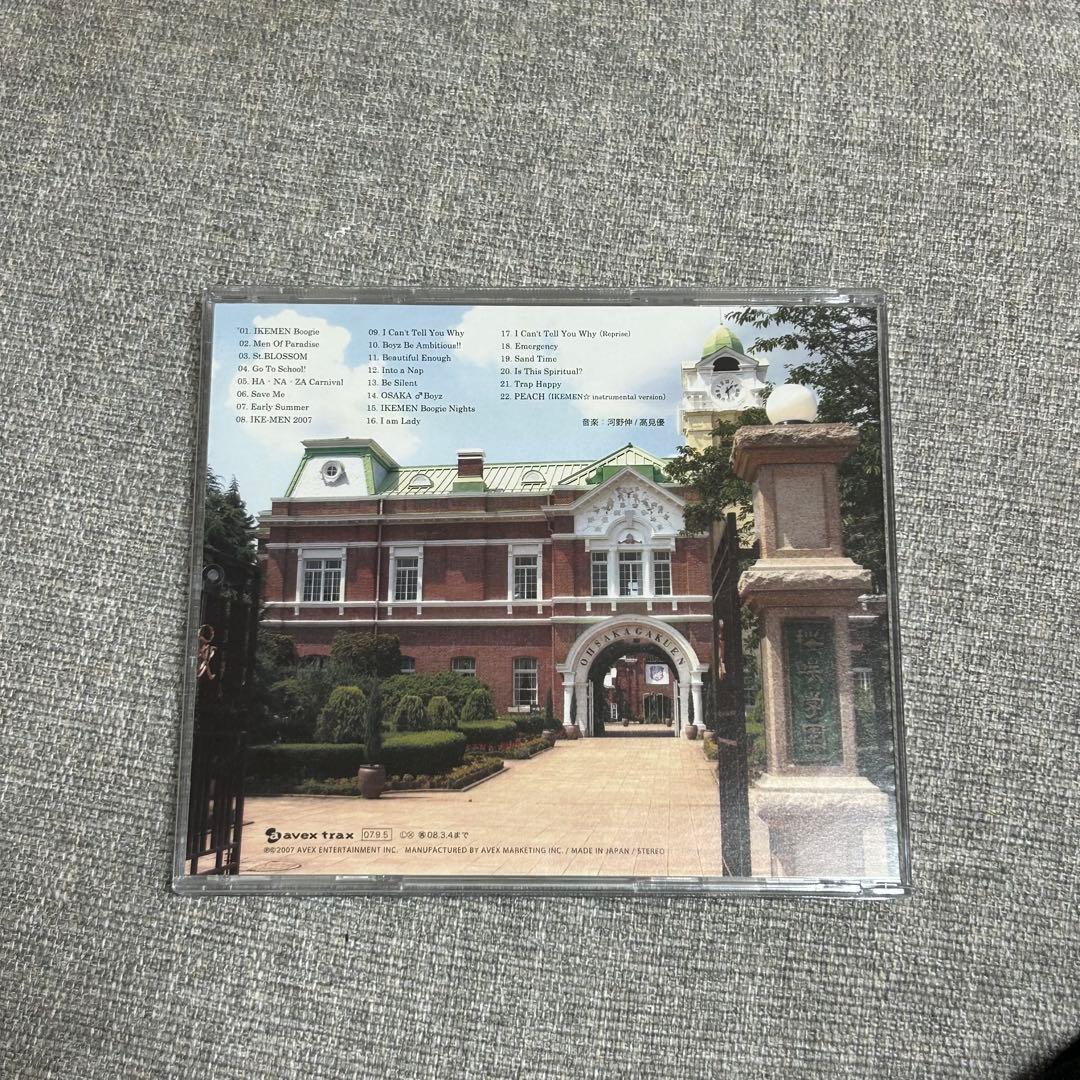 01. IKEMEN Boogie
02. Men Of Paradise
03. St.BLOSSOM
04. Go To School!
05. HA・NA・ZA Carnival
06. Save Me
07. Early Summer
08. IKE-MEN 2007
09. I Can't Tell You Why
10. Boyz Be Ambitious!!
11. Beautiful Enough
12. Into a Nap
13. Be Silent
14. OSAKA♂Boyz
15. IKEMEN Boogie Nights
16. I am Lady
17. I Can't Tell You Why (Reprise)
18. Emergency
19. Sand Time
20. Is This Spiritual?
21. Trap Happy
22. PEACH (IKEMEN☆instrumental version)
音楽：河野伸 / 高見優
OHSAKA GAKUEN
avex trax 07.9.5 Ⓛ Ⓧ 08.3.4まで
℗©2007 AVEX ENTERTAINMENT INC. MANUFACTURED BY AVEX MARKETING INC. / MADE IN JAPAN / STEREO